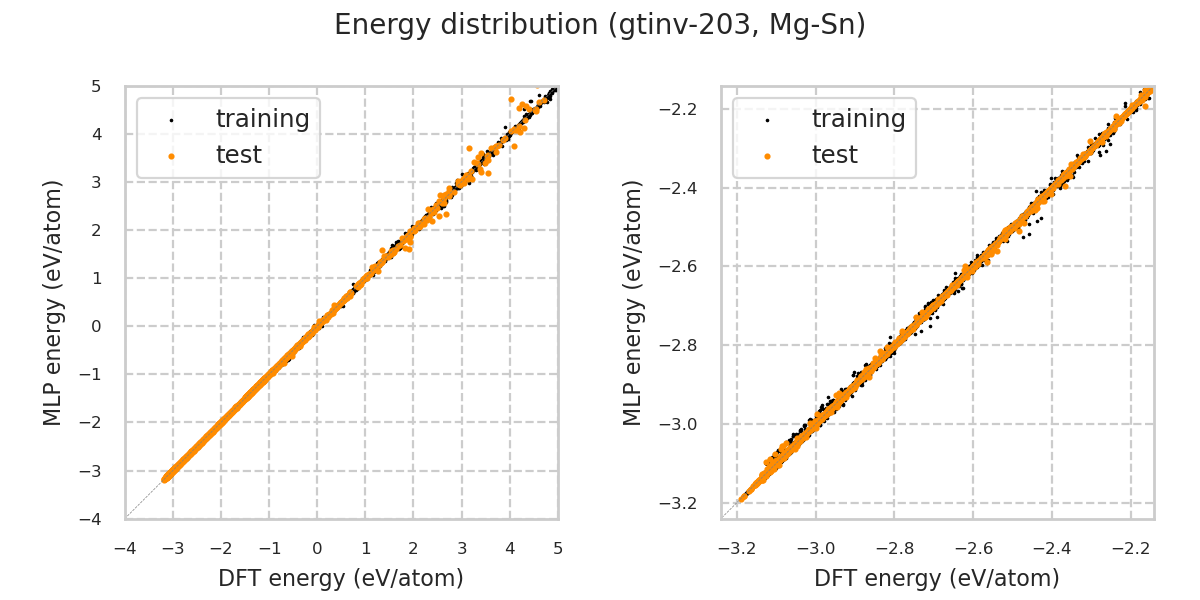 Energy distribution (gtinv-203, Mg-Sn)
5
4
3
2
1
0
−1
−2
−3
−4
MLP energy (eV/atom)
training
test
−4 −3 −2 −1 0 1 2 3 4 5
DFT energy (eV/atom)
−2.2
−2.4
−2.6
−2.8
−3.0
−3.2
MLP energy (eV/atom)
training
test
−3.2 −3.0 −2.8 −2.6 −2.4 −2.2
DFT energy (eV/atom)